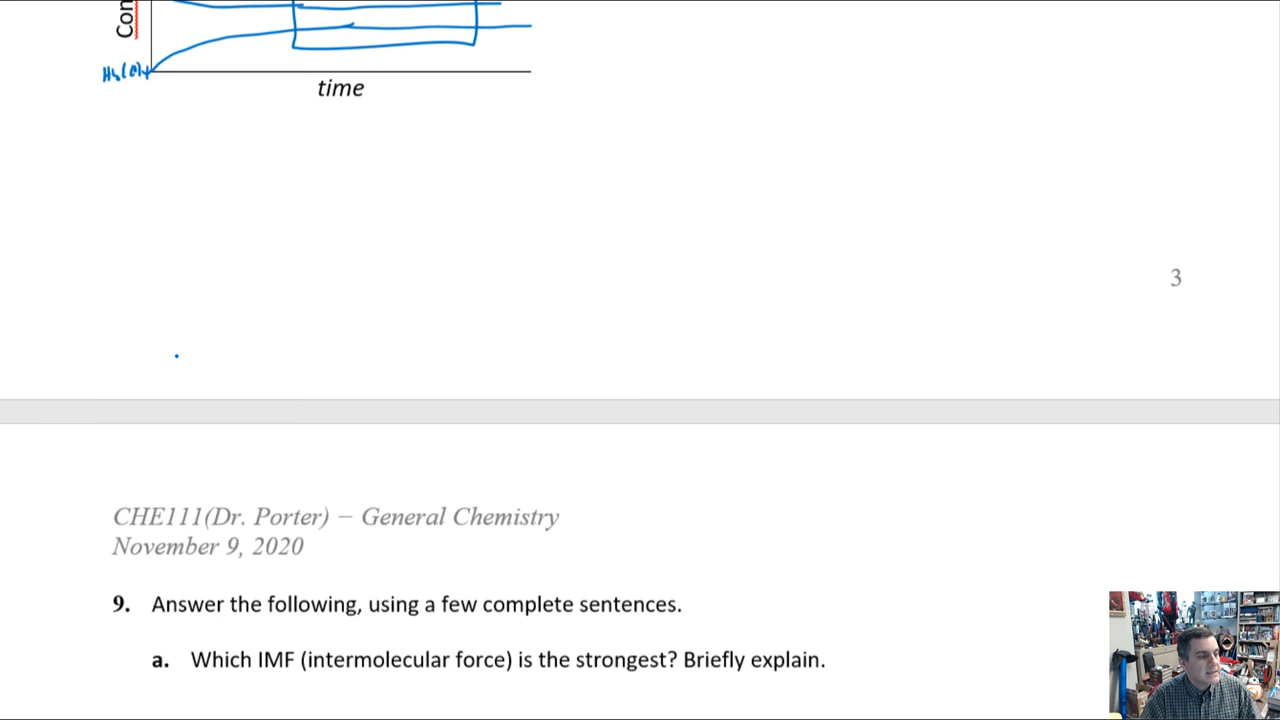 Con
time
3
CHE111(Dr. Porter) – General Chemistry
November 9, 2020
9. Answer the following, using a few complete sentences.
a. Which IMF (intermolecular force) is the strongest? Briefly explain.